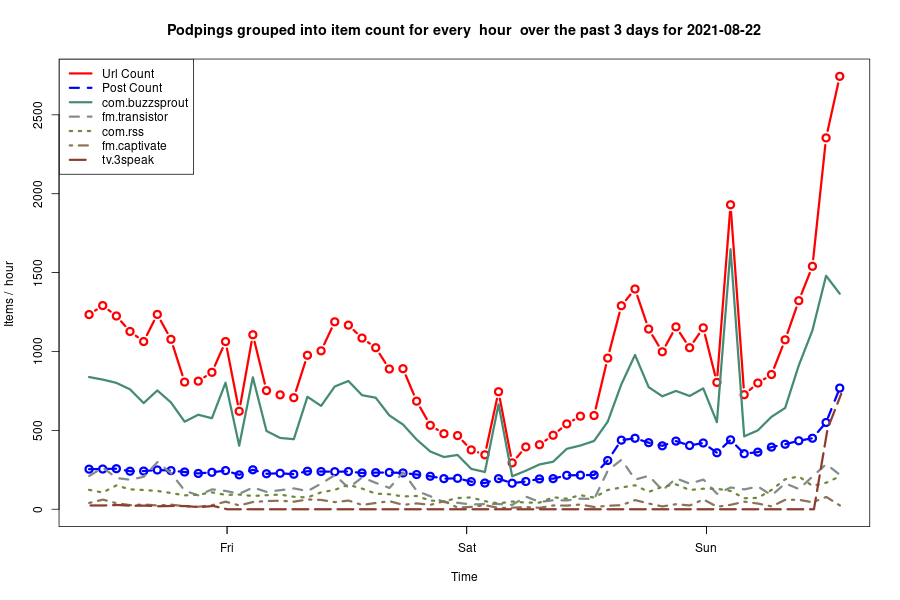 Podpings grouped into item count for every  hour  over the past 3 days for 2021-08-22
Url Count
Post Count
com.buzzsprout
fm.transistor
com.rss
fm.captivate
tv.3speak
Items /  hour
2500
2000
1500
1000
500
0
Fri
Sat
Sun
Time